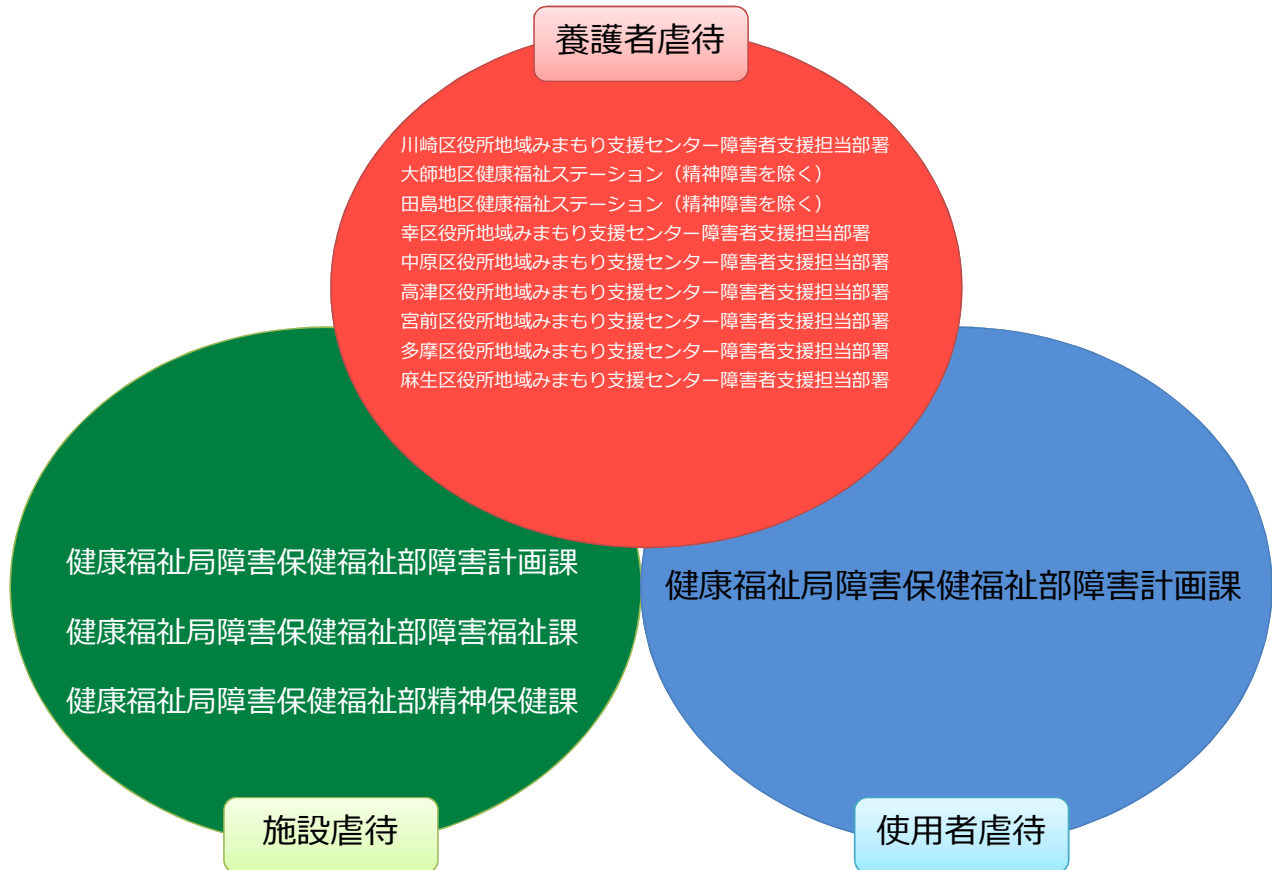 養護者虐待
川崎区役所地域みまもり支援センター障害者支援担当部署
大師地区健康福祉ステーション（精神障害を除く）
田島地区健康福祉ステーション（精神障害を除く）
幸区役所地域みまもり支援センター障害者支援担当部署
中原区役所地域みまもり支援センター障害者支援担当部署
高津区役所地域みまもり支援センター障害者支援担当部署
宮前区役所地域みまもり支援センター障害者支援担当部署
多摩区役所地域みまもり支援センター障害者支援担当部署
麻生区役所地域みまもり支援センター障害者支援担当部署
健康福祉局障害保健福祉部障害計画課
健康福祉局障害保健福祉部障害福祉課
健康福祉局障害保健福祉部精神保健課
施設虐待
健康福祉局障害保健福祉部障害計画課
使用者虐待